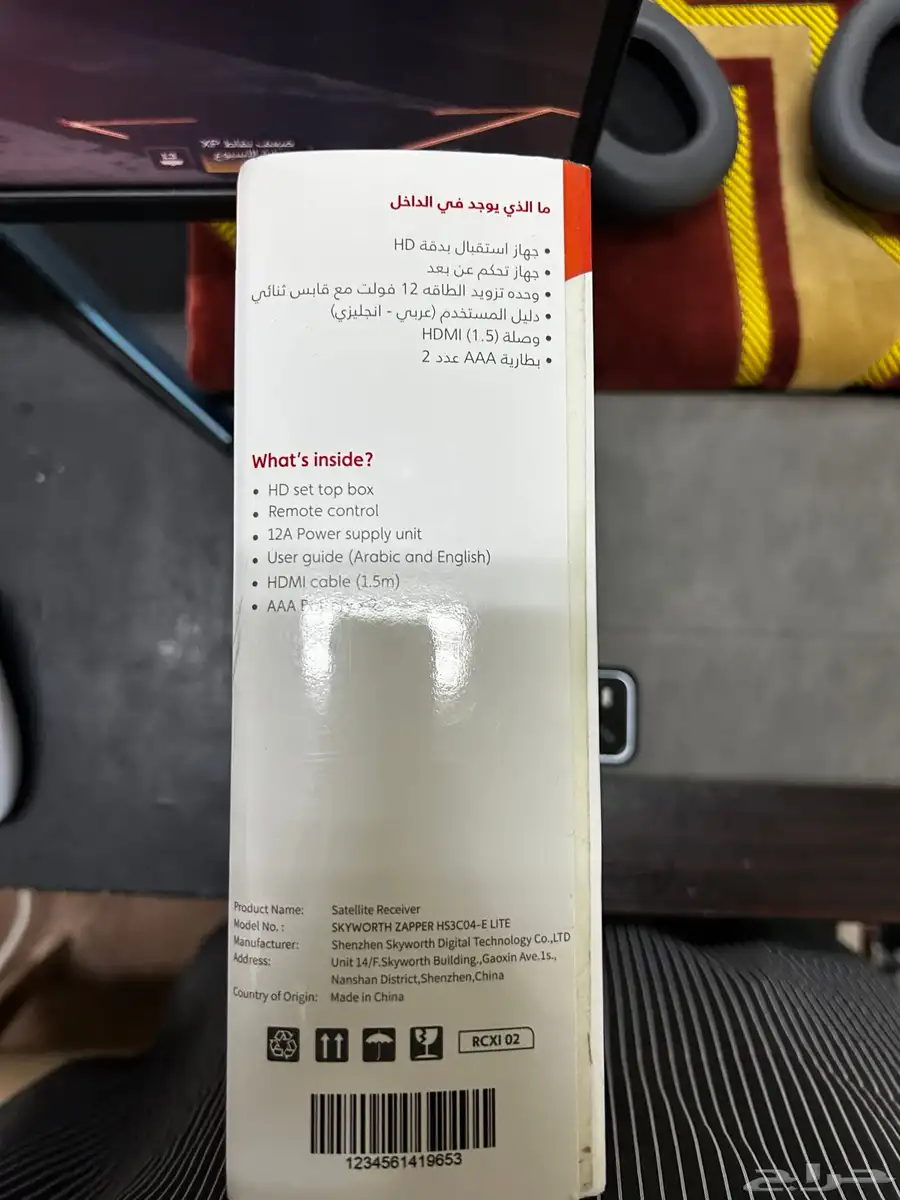 ما الذي يوجد في الداخل
• جهاز استقبال بدقة HD
• جهاز تحكم عن بعد
• وحده تزويد الطاقه 12 فولت مع قابس ثنائي
• دليل المستخدم (عربي - انجليزي)
• وصلة HDMI (1.5)
• بطارية AAA عدد 2
What's inside?
• HD set top box
• Remote control
• 12A Power supply unit
• User guide (Arabic and English)
• HDMI cable (1.5m)
• AAA
Product Name: Satellite Receiver
Model No. : SKYWORTH ZAPPER HS3C04-E LITE
Manufacturer: Shenzhen Skyworth Digital Technology Co.,LTD
Address: Unit 14/F.Skyworth Building.,Gaoxin Ave.1s.,
Nanshan District,Shenzhen,China
Country of Origin: Made in China
RCXI 02
1234561419653
حراج